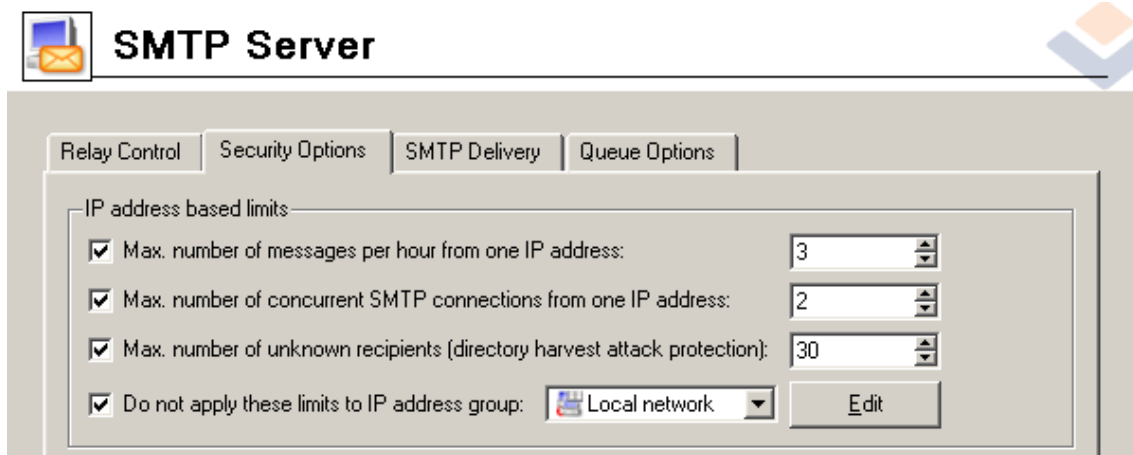 SMTP Server
Relay Control Security Options SMTP Delivery Queue Options
IP address based limits
Max. number of messages per hour from one IP address: 3
Max. number of concurrent SMTP connections from one IP address: 2
Max. number of unknown recipients (directory harvest attack protection): 30
Do not apply these limits to IP address group: Local network Edit